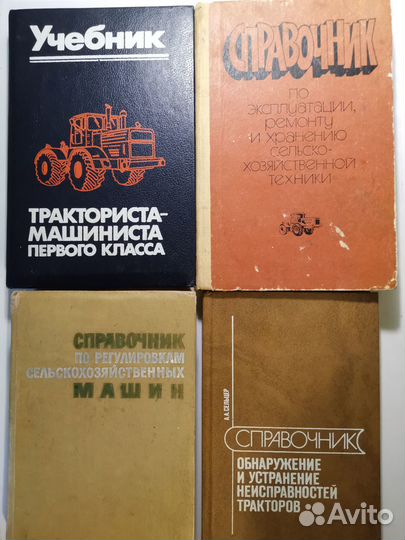 Учебник
ТРАКТОРИСТА-
МАШИНИСТА
ПЕРВОГО КЛАССА
СПРАВОЧНИК
по
эксплуатации,
ремонту
и хранению
сельско-
хозяйственной
техники
СПРАВОЧНИК
ПО РЕГУЛИРОВКАМ
СЕЛЬСКОХОЗЯЙСТВЕННЫХ
МАШИН
А.А.СЕЛЬЦЕР
СПРАВОЧНИК
ОБНАРУЖЕНИЕ
И УСТРАНЕНИЕ
НЕИСПРАВНОСТЕЙ
ТРАКТОРОВ
Avito